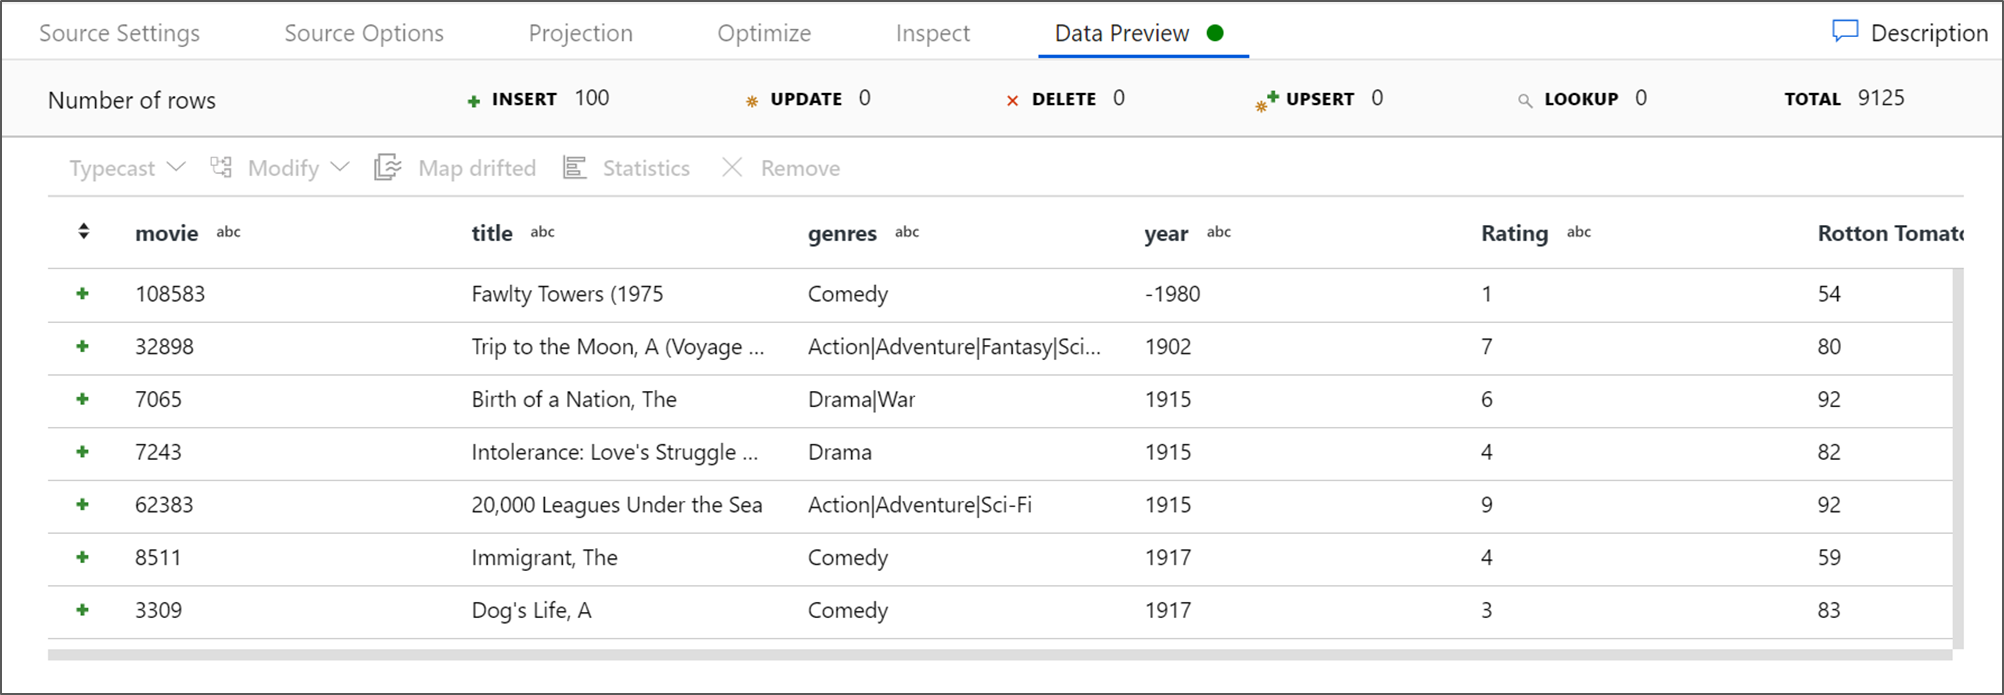 Source Settings Source Options Projection Optimize Inspect Data Preview Description
Number of rows INSERT 100 UPDATE 0 DELETE 0 UPSERT 0 LOOKUP 0 TOTAL 9125
Typecast Modify Map drifted Statistics Remove
movie abc title abc genres abc year abc Rating abc Rotton Tomato
108583 Fawlty Towers (1975 Comedy -1980 1 54
32898 Trip to the Moon, A (Voyage ... Action|Adventure|Fantasy|Sci... 1902 7 80
7065 Birth of a Nation, The Drama|War 1915 6 92
7243 Intolerance: Love's Struggle ... Drama 1915 4 82
62383 20,000 Leagues Under the Sea Action|Adventure|Sci-Fi 1915 9 92
8511 Immigrant, The Comedy 1917 4 59
3309 Dog's Life, A Comedy 1917 3 83